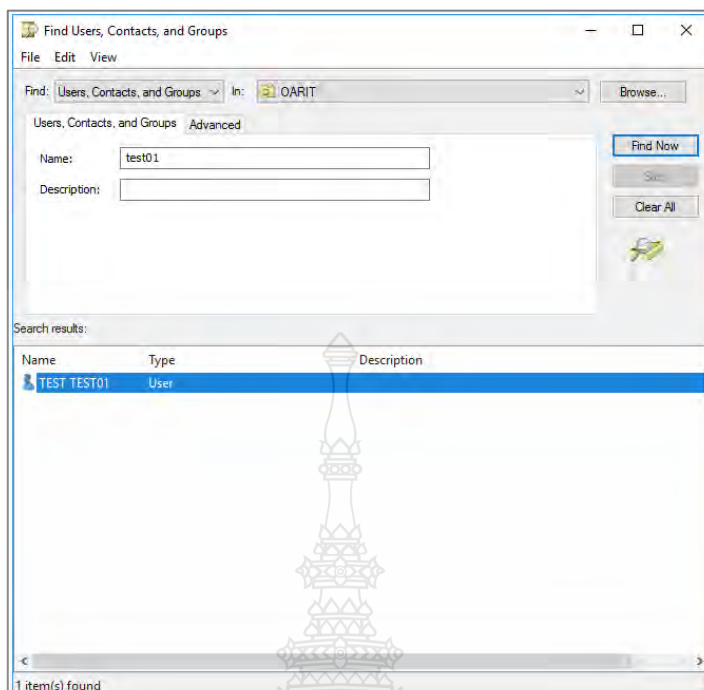 Find Users, Contacts, and Groups
File Edit View
Find: Users, Contacts, and Groups In: OARIT Browse...
Users, Contacts, and Groups Advanced
Name: test01
Description:
Find Now
Stop
Clear All
Search results:
Name Type Description
TEST TEST01 User
1 item(s) found